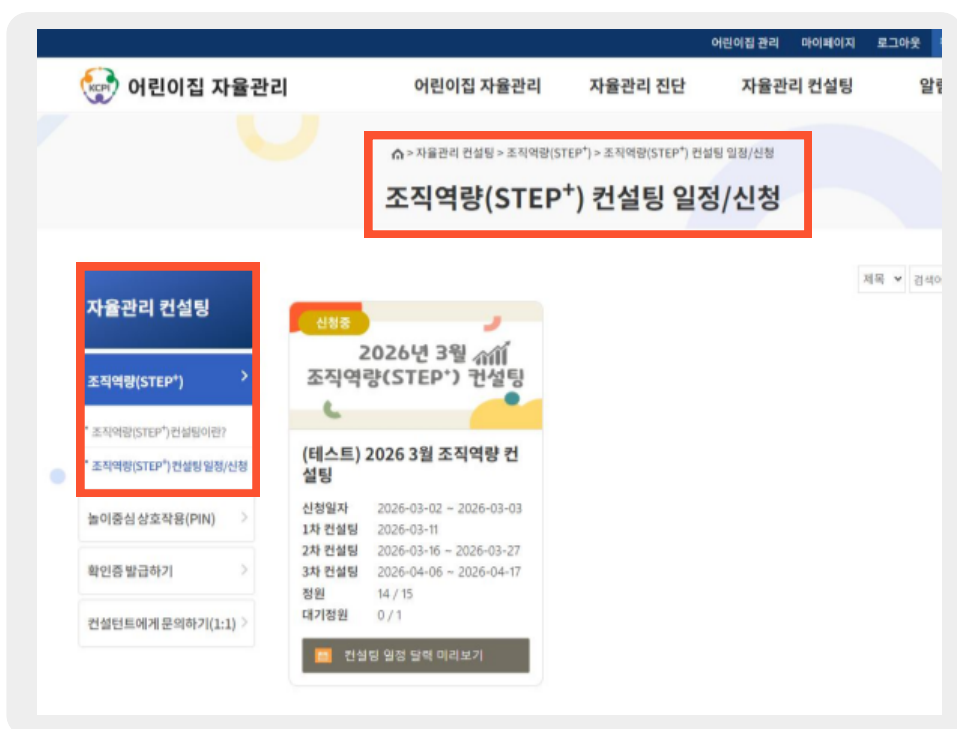 어린이집 관리 마이페이지 로그아웃
KCPI 어린이집 자율관리 어린이집 자율관리 자율관리 진단 자율관리 컨설팅
> 자율관리 컨설팅 > 조직역량(STEP⁺) > 조직역량(STEP⁺) 컨설팅 일정/신청
조직역량(STEP⁺) 컨설팅 일정/신청
제목
자율관리 컨설팅
조직역량(STEP⁺)
조직역량(STEP⁺)컨설팅이란?
조직역량(STEP⁺)컨설팅 일정/신청
놀이중심 상호작용(PIN)
확인증 발급하기
컨설턴트에게 문의하기(1:1)
신청중
2026년 3월
조직역량(STEP⁺) 컨설팅
(테스트) 2026 3월 조직역량 컨
설팅
신청일자 2026-03-02 ~ 2026-03-03
1차 컨설팅 2026-03-11
2차 컨설팅 2026-03-16 ~ 2026-03-27
3차 컨설팅 2026-04-06 ~ 2026-04-17
정원 14 / 15
대기정원 0 / 1
컨설팅 일정 달력 미리보기